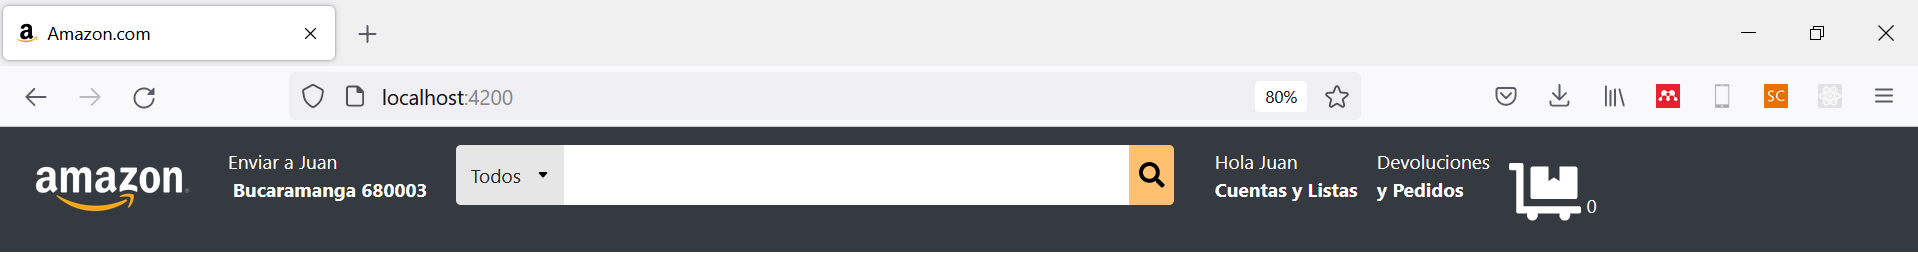 Amazon.com
localhost:4200
80%
SC
amazon
Enviar a Juan
Bucaramanga 680003
Todos
Hola Juan
Cuentas y Listas
Devoluciones
y Pedidos
0